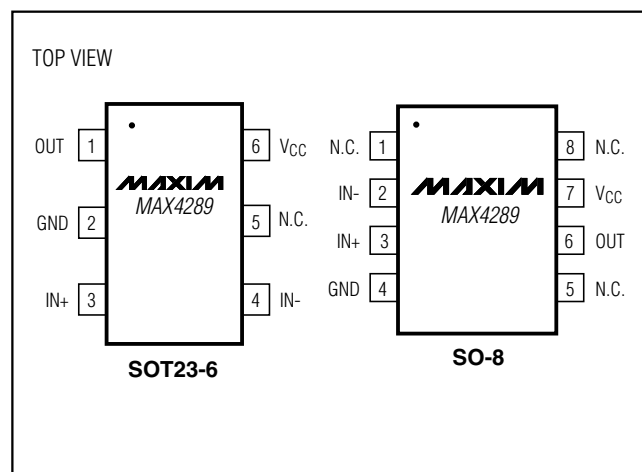 TOP VIEW
OUT 1
GND 2
IN+ 3
6 VCC
5 N.C.
4 IN-
MAXIM
MAX4289
SOT23-6
N.C. 1
IN- 2
IN+ 3
GND 4
8 N.C.
7 VCC
6 OUT
5 N.C.
MAXIM
MAX4289
SO-8